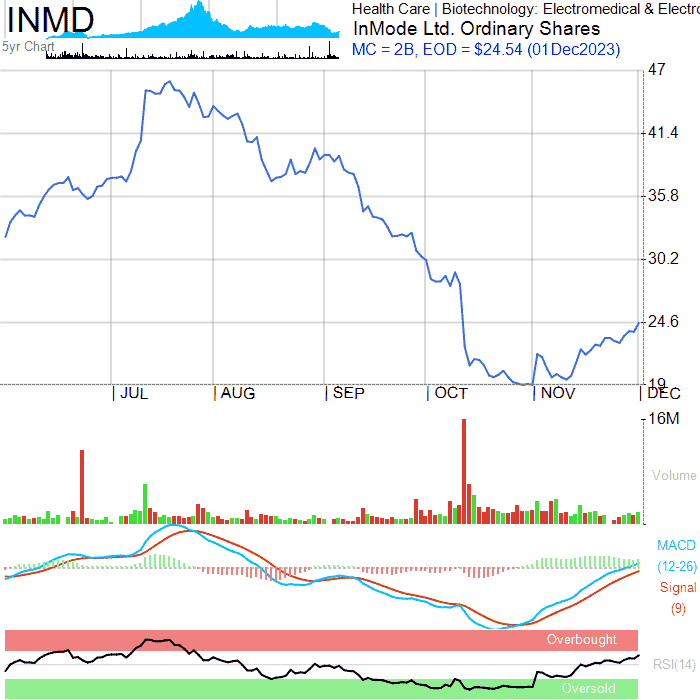 INMD
5yr Chart
Health Care | Biotechnology: Electromedical & Electro
InMode Ltd. Ordinary Shares
MC = 2B, EOD = $24.54 (01Dec2023)
47
41.4
35.8
30.2
24.6
19
JUL AUG SEP OCT NOV DEC
16M
Volume
MACD
(12-26)
Signal
(9)
Overbought
RSI(14)
Oversold